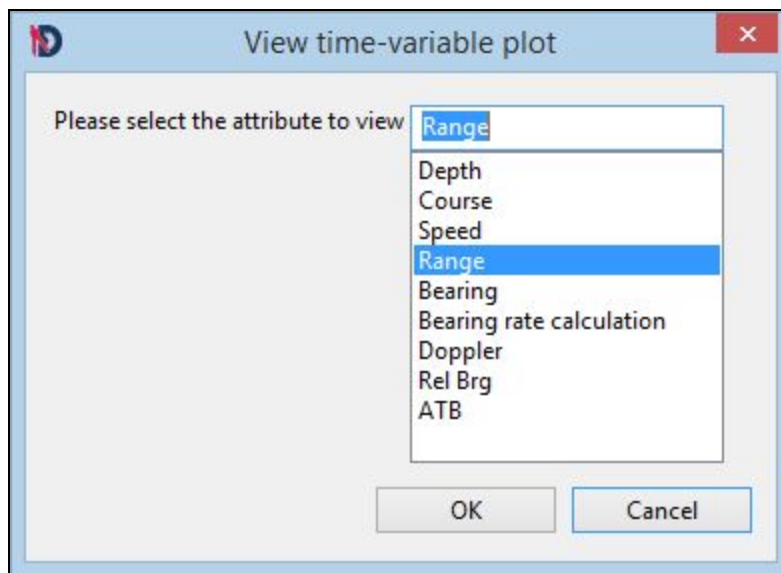 View time-variable plot
Please select the attribute to view
Range
Depth
Course
Speed
Range
Bearing
Bearing rate calculation
Doppler
Rel Brg
ATB
OK
Cancel